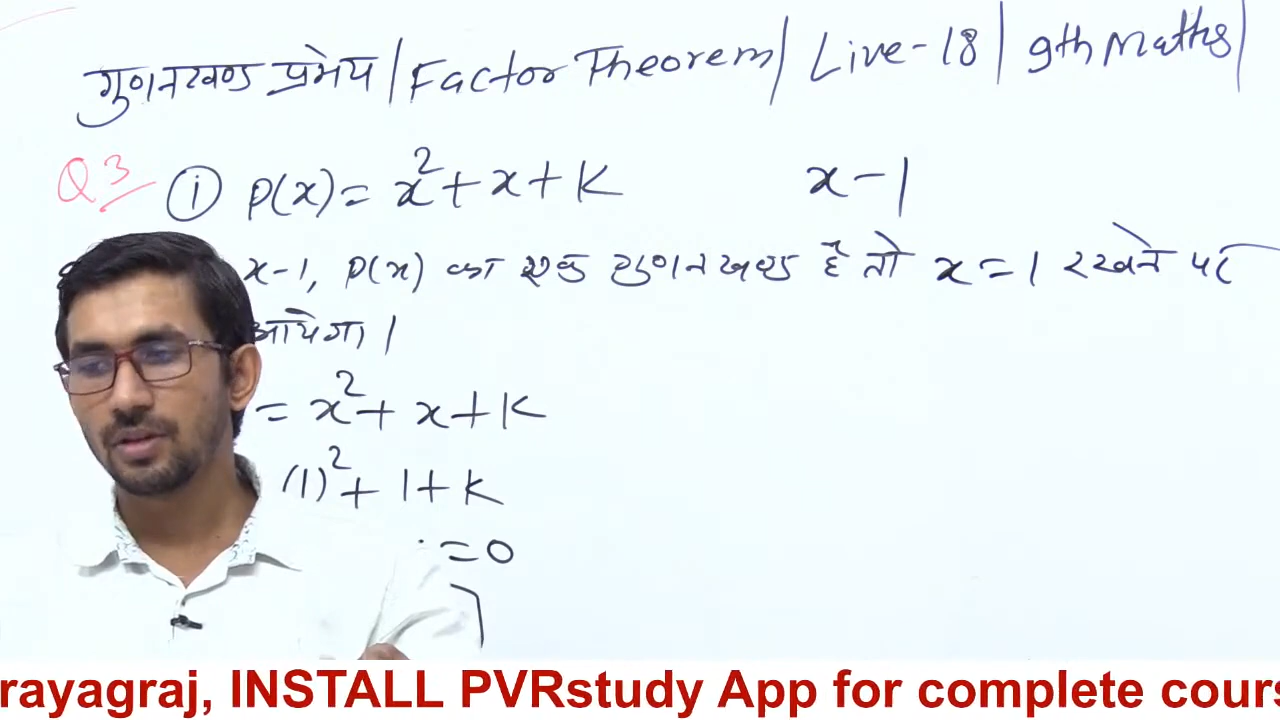 गुणनखण्ड प्रमेय | Factor Theorem | Live-18 | 9th Maths |
Q3 (i) p(x) = x² + x + K x - 1
x-1, p(x) का एक गुणनखण्ड है तो x = 1 रखने पर
आयेगा |
= x² + x + K
(1)² + 1 + K
= 0
rayagraj, INSTALL PVRstudy App for complete cours